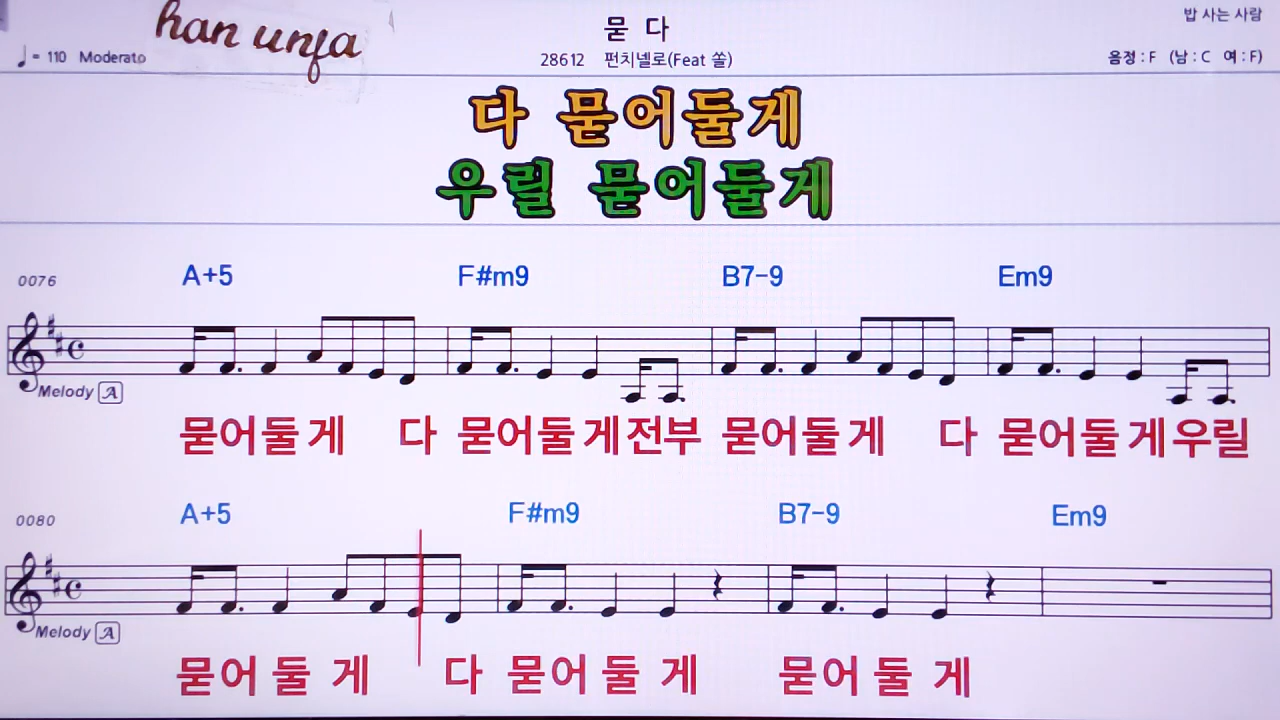 han unfa
묻 다
밥 사는 사랑
♩= 110 Moderato
28612 펀치넬로(Feat 쏠)
음정 : F (남 : C 여 : F)
다 묻어둘게
우릴 묻어둘게
0076 A+5 F#m9 B7-9 Em9
Melody A
묻어둘 게 다 묻어둘 게전부 묻어둘 게 다 묻어둘 게우릴
0080 A+5 F#m9 B7-9 Em9
Melody A
묻어 둘 게 다 묻어 둘 게 묻어 둘 게